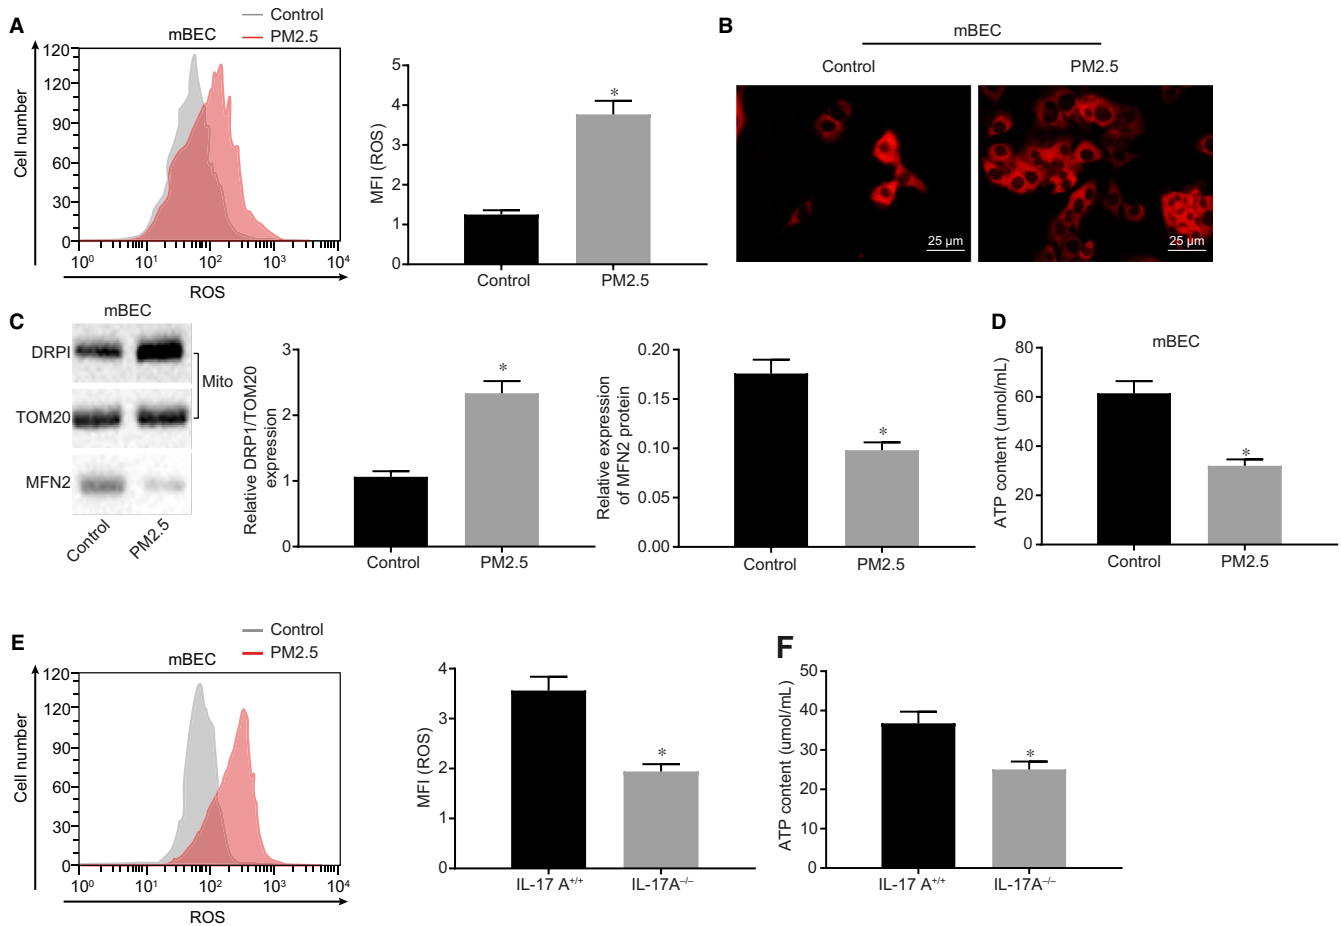 A
Control
PM2.5
mBEC
Cell number
120
120
90
60
30
0
10⁰ 10¹ 10² 10³ 10⁴
ROS
MFI (ROS)
5
4
3
2
1
0
*
Control PM2.5
B
mBEC
Control PM2.5
25 µm
25 µm
C
mBEC
DRPI
TOM20
Mito
MFN2
Control PM2.5
Relative DRP1/TOM20
expression
3
2
1
0
*
Control PM2.5
Relative expression
of MFN2 protein
0.20
0.15
0.10
0.05
0.00
*
Control PM2.5
D
mBEC
ATP content (umol/mL)
80
60
40
20
0
*
Control PM2.5
E
Control
PM2.5
mBEC
Cell number
120
120
90
60
30
0
10⁰ 10¹ 10² 10³ 10⁴
ROS
MFI (ROS)
4
3
2
1
0
*
IL-17 A⁺/⁺ IL-17A⁻/⁻
F
ATP content (umol/mL)
50
40
30
20
10
0
*
IL-17 A⁺/⁺ IL-17A⁻/⁻